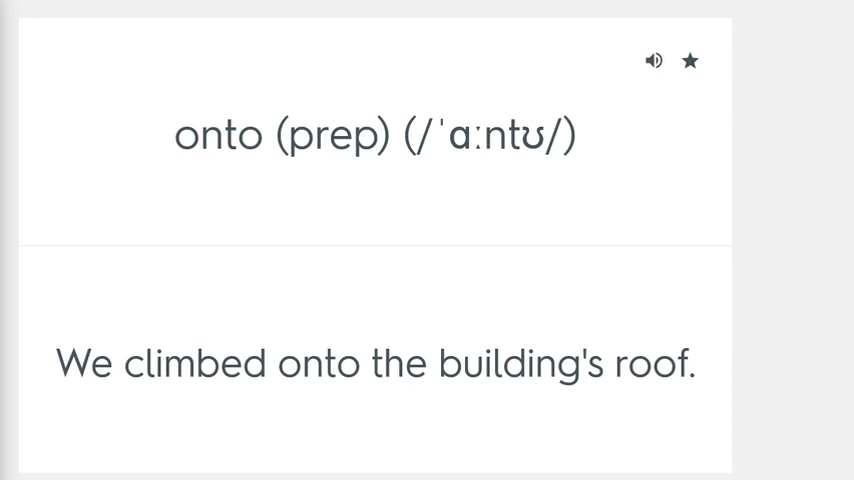 onto (prep) (/ˈɑːntʊ/)
We climbed onto the building's roof.